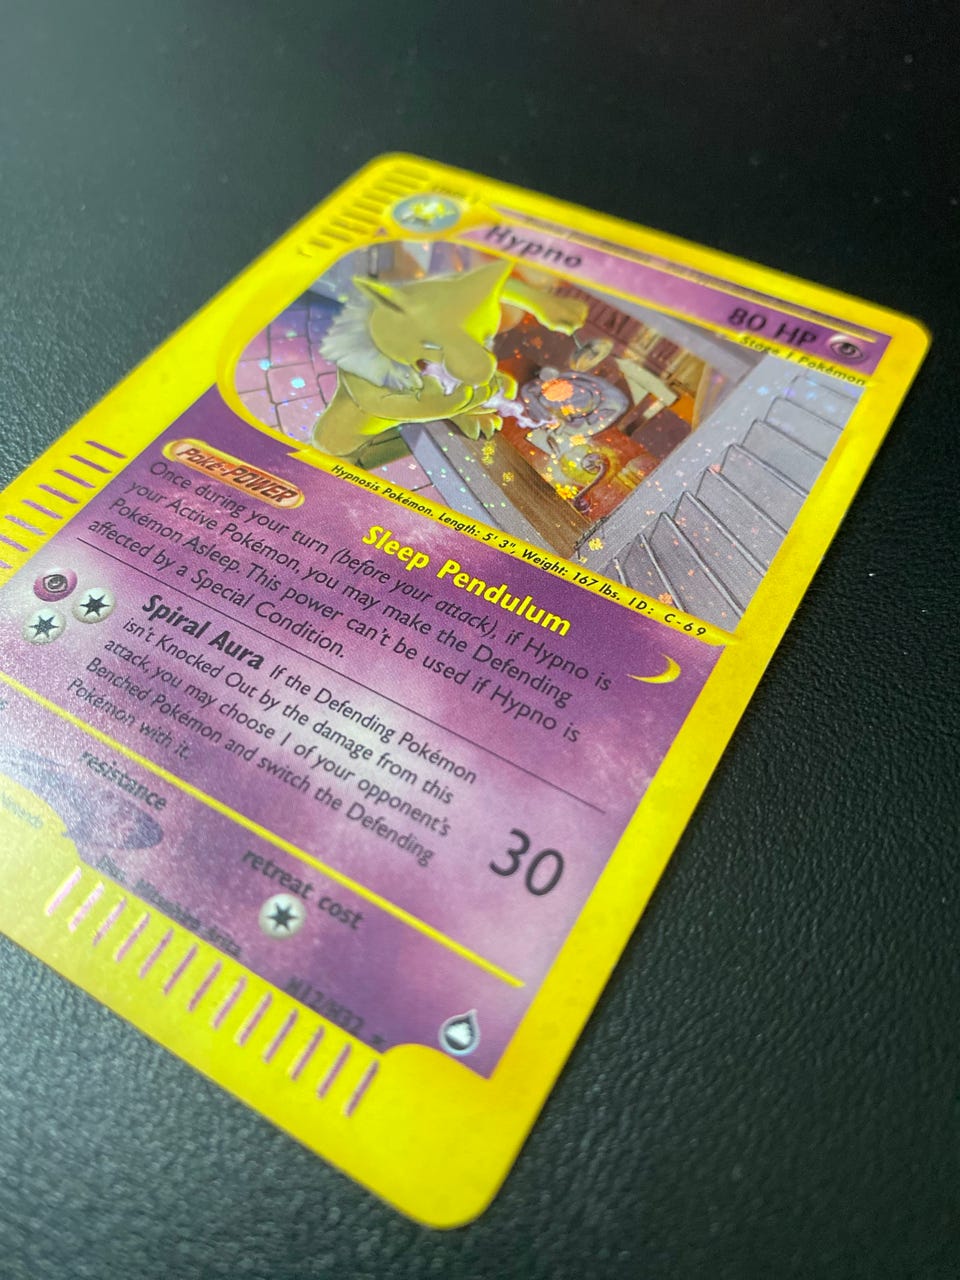 Hypno
80 HP
Stage 1 Pokémon
Hypnosis Pokémon. Length: 5' 3", Weight: 167 lbs. ID: C-69
Poké-POWER
Sleep Pendulum
Once during your turn (before your attack), if Hypno is
your Active Pokémon, you may make the Defending
Pokémon Asleep. This power can't be used if Hypno is
affected by a Special Condition.
Spiral Aura If the Defending Pokémon
isn't Knocked Out by the damage from this
attack, you may choose 1 of your opponent's
Benched Pokémon and switch the Defending
Pokémon with it.
30
resistance
retreat cost
H12/H32